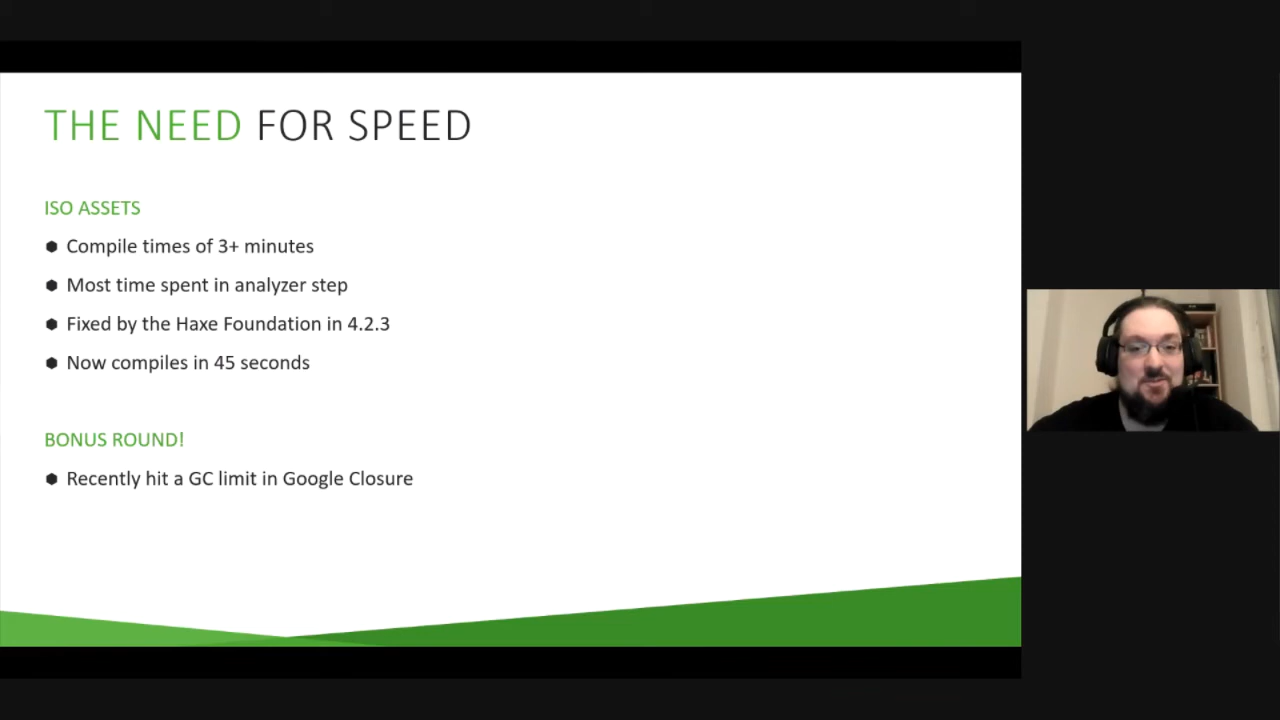 THE NEED FOR SPEED
ISO ASSETS
Compile times of 3+ minutes
Most time spent in analyzer step
Fixed by the Haxe Foundation in 4.2.3
Now compiles in 45 seconds
BONUS ROUND!
Recently hit a GC limit in Google Closure